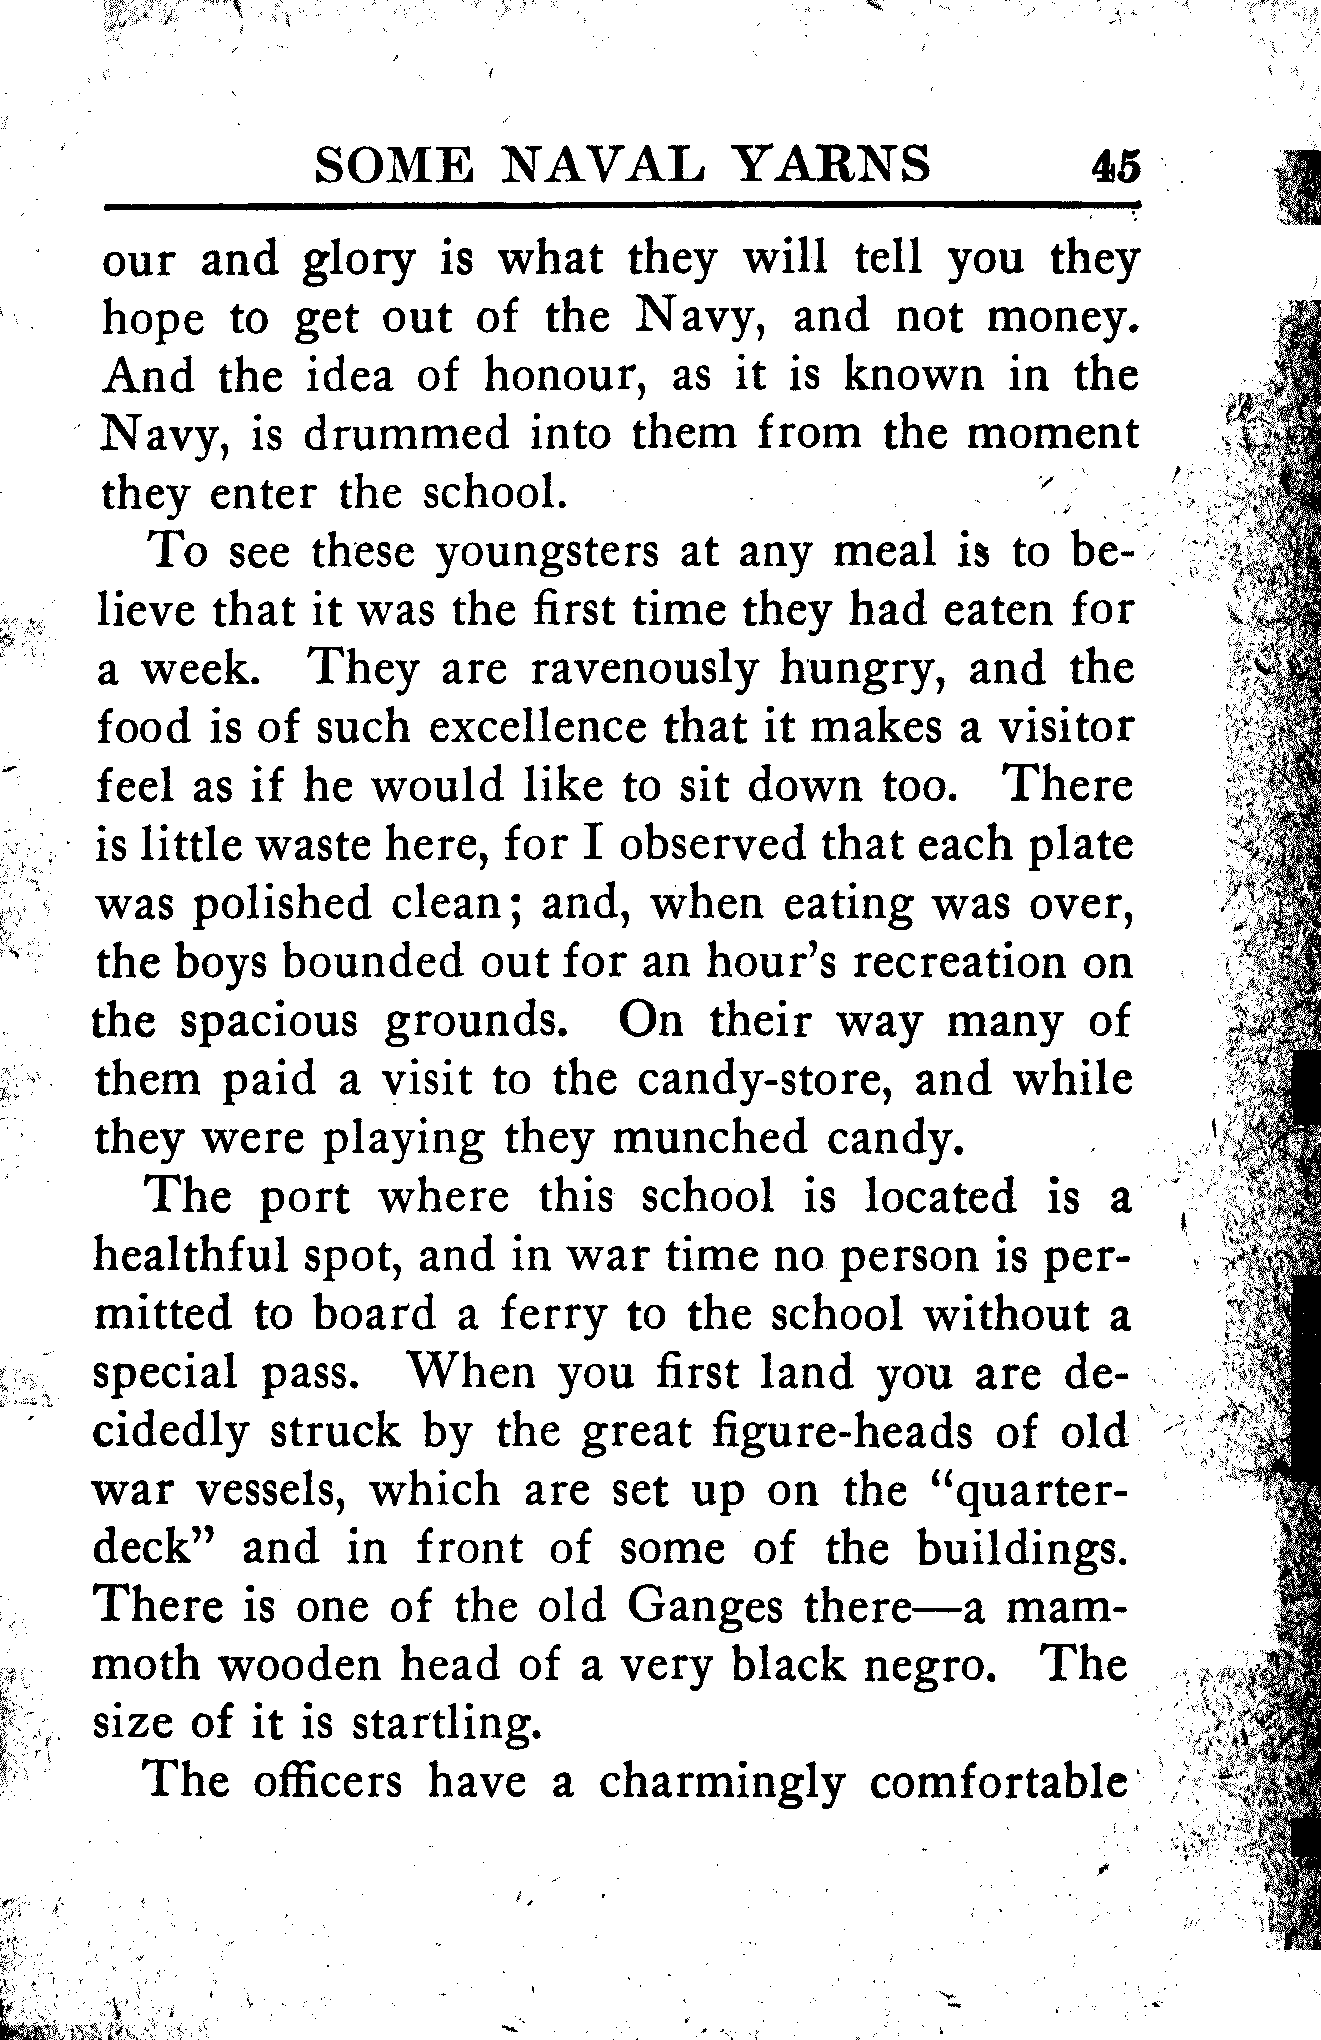 SOME NAVAL YARNS 45
our and glory is what they will tell you they
hope to get out of the Navy, and not money.
And the idea of honour, as it is known in the
Navy, is drummed into them from the moment
they enter the school.
To see these youngsters at any meal is to be-
lieve that it was the first time they had eaten for
a week. They are ravenously hungry, and the
food is of such excellence that it makes a visitor
feel as if he would like to sit down too. There
is little waste here, for I observed that each plate
was polished clean; and, when eating was over,
the boys bounded out for an hour's recreation on
the spacious grounds. On their way many of
them paid a visit to the candy-store, and while
they were playing they munched candy.
The port where this school is located is a
healthful spot, and in war time no person is per-
mitted to board a ferry to the school without a
special pass. When you first land you are de-
cidedly struck by the great figure-heads of old
war vessels, which are set up on the "quarter-
deck" and in front of some of the buildings.
There is one of the old Ganges there—a mam-
moth wooden head of a very black negro. The
size of it is startling.
The officers have a charmingly comfortable